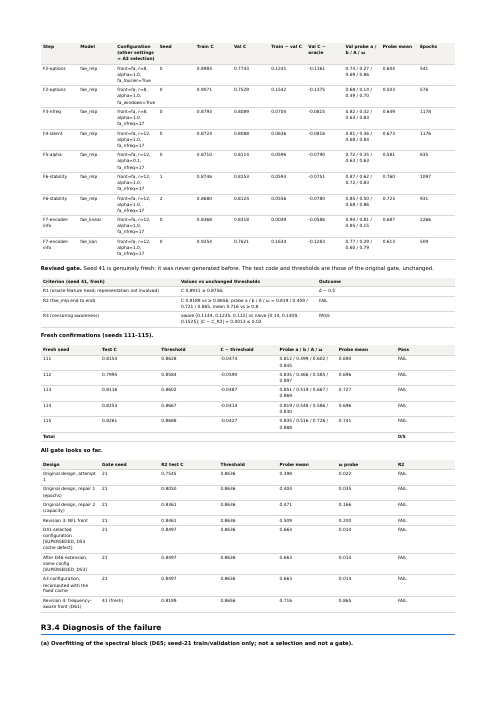 Step Model Configuration (other settings = A3 selection) Seed Train C Val C Train − val C Val C − oracle Val probe a / b / A / ω Probe mean Epochs
F2-options fae_mlp front=fa, r=8, alpha=1.0, fa_fourier=True 0.8984 0.7743 0.1241 -0.1161 0.74 / 0.27 / 0.69 / 0.86 0.644 541
F2-options fae_mlp front=fa, r=8, alpha=1.0, fa_windows=True 0.9071 0.7529 0.1542 -0.1375 0.68 / 0.14 / 0.49 / 0.70 0.503 576
F3-nfreq fae_mlp front=fa, r=8, alpha=1.0, fa_nfreq=17 0.8793 0.8089 0.0704 -0.0815 0.82 / 0.32 / 0.63 / 0.83 0.649 1178
F4-latent fae_mlp front=fa, r=12, alpha=1.0, fa_nfreq=17 0.8724 0.8088 0.0636 -0.0816 0.81 / 0.36 / 0.68 / 0.84 0.673 1176
F5-alpha fae_mlp front=fa, r=12, alpha=0.1, fa_nfreq=17 0.8710 0.8114 0.0596 -0.0790 0.72 / 0.35 / 0.63 / 0.63 0.581 835
F6-stability fae_mlp front=fa, r=12, alpha=1.0, fa_nfreq=17 1 0.8746 0.8153 0.0593 -0.0751 0.87 / 0.62 / 0.72 / 0.83 0.760 1097
F6-stability fae_mlp front=fa, r=12, alpha=1.0, fa_nfreq=17 2 0.8680 0.8124 0.0556 -0.0780 0.85 / 0.50 / 0.68 / 0.86 0.723 931
F7-encoder-info fae_linear front=fa, r=12, alpha=1.0, fa_nfreq=17 0.8368 0.8318 0.0049 -0.0586 0.94 / 0.81 / 0.85 / 0.15 0.687 2266
F7-encoder-info fae_kan front=fa, r=12, alpha=1.0, fa_nfreq=17 0.9254 0.7621 0.1634 -0.1283 0.77 / 0.29 / 0.60 / 0.79 0.613 509
Revised gate. Seed 41 is genuinely fresh: it was never generated before. The test code and thresholds are those of the original gate, unchanged.
Criterion (seed 41, fresh) Values vs unchanged thresholds Outcome
R1 (oracle-feature head; representation not involved) C 0.8931 ≥ 0.8756; d − 0.5
R2 (fae_mlp end to end) C 0.8189 vs ≥ 0.8656; probe a / b / A / ω = 0.819 / 0.459 / 0.721 / 0.865, mean 0.716 vs ≥ 0.8 FAIL
R3 (censoring awareness) aware [0.1444, 0.1235, 0.112] vs naive [0.14, 0.1409, 0.1525], |C − C_R2| = 0.0013 ≤ 0.02 PASS
Fresh confirmations (seeds 111–115).
Fresh seed Test C Threshold C − threshold Probe a / b / A / ω Probe mean Pass
111 0.8154 0.8628 -0.0474 0.812 / 0.499 / 0.602 / 0.845 0.690 FAIL
112 0.7995 0.8584 -0.0590 0.835 / 0.466 / 0.585 / 0.897 0.696 FAIL
113 0.8116 0.8602 -0.0487 0.851 / 0.519 / 0.667 / 0.869 0.727 FAIL
114 0.8253 0.8667 -0.0414 0.819 / 0.548 / 0.586 / 0.830 0.696 FAIL
115 0.8261 0.8688 -0.0427 0.835 / 0.516 / 0.726 / 0.888 0.741 FAIL
Total 0/5
All gate looks so far.
Design Gate seed R2 test C Threshold Probe mean ω probe R2
Original design, attempt 1 21 0.7545 0.8636 0.398 0.022 FAIL
Original design, repair 1 (epochs) 21 0.8050 0.8636 0.404 0.035 FAIL
Original design, repair 2 (capacity) 21 0.8361 0.8636 0.471 0.166 FAIL
Revision 3: NFL front 21 0.8461 0.8636 0.509 0.200 FAIL
D41-selected configuration [SUPERSEDED, D53 cache defect] 21 0.8497 0.8636 0.663 0.014 FAIL
After D46 extension, same config [SUPERSEDED, D53] 21 0.8497 0.8636 0.663 0.014 FAIL
A3 configuration, recomputed with the fixed cache 21 0.8497 0.8636 0.663 0.014 FAIL
Revision 4: frequency-aware front (D61) 41 (fresh) 0.8189 0.8656 0.716 0.865 FAIL
R3.4 Diagnosis of the failure
(a) Overfitting of the spectral block (D65; seed-21 train/validation only; not a selection and not a gate).